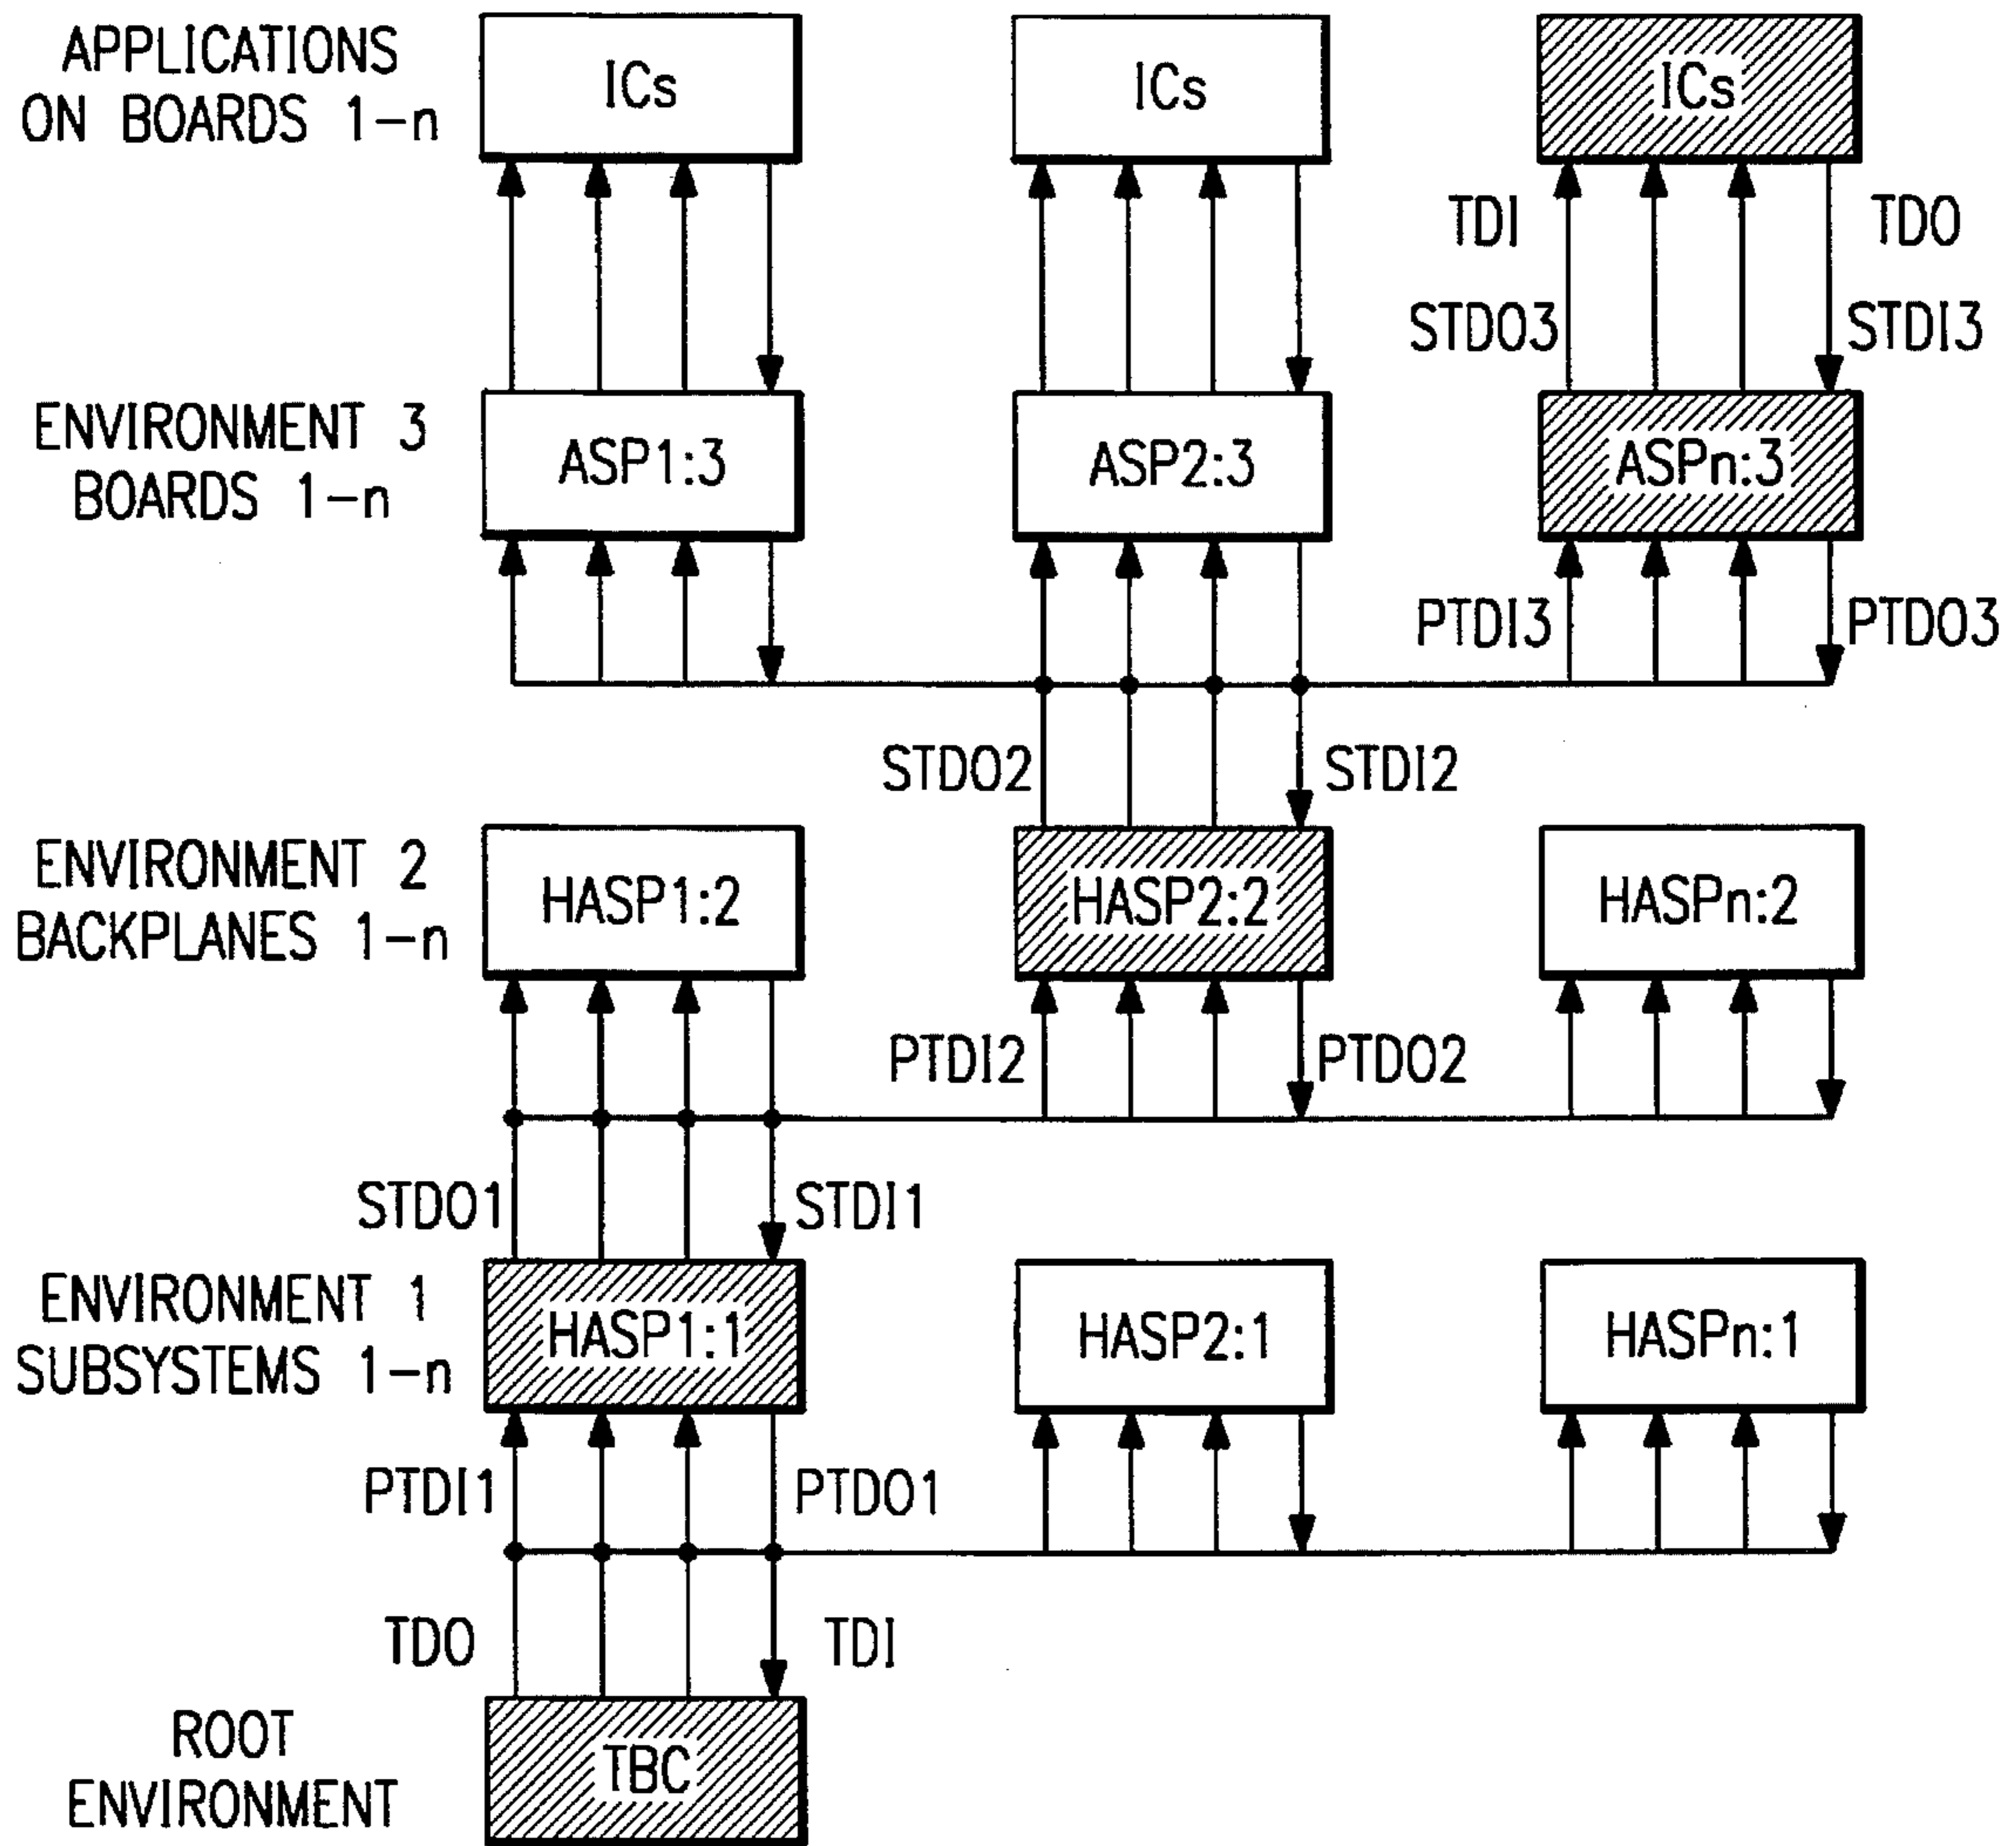 APPLICATIONS
ON BOARDS 1-n
ICs
ICs
ICs
TDI
TDO
STDO3
STDI3
ENVIRONMENT 3
BOARDS 1-n
ASP1:3
ASP2:3
ASPn:3
PTDI3
PTDO3
STDO2
STDI2
ENVIRONMENT 2
BACKPLANES 1-n
HASP1:2
HASP2:2
HASPn:2
PTDI2
PTDO2
STDO1
STDI1
ENVIRONMENT 1
SUBSYSTEMS 1-n
HASP1:1
HASP2:1
HASPn:1
PTDI1
PTDO1
TDO
TDI
ROOT
ENVIRONMENT
TBC